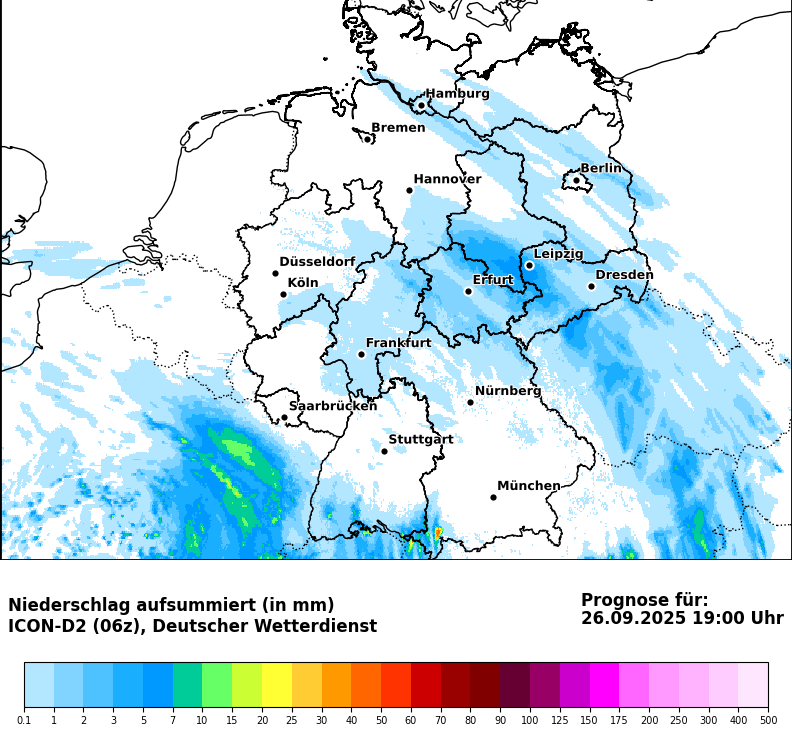 Hamburg
Bremen
Berlin
Hannover
Leipzig
Düsseldorf
Dresden
Köln
Erfurt
Frankfurt
Nürnberg
Saarbrücken
Stuttgart
München
Niederschlag aufsummiert (in mm)
ICON-D2 (06z), Deutscher Wetterdienst
Prognose für:
26.09.2025 19:00 Uhr
0.1 1 2 3 5 7 10 15 20 25 30 40 50 60 70 80 90 100 125 150 175 200 250 300 400 500